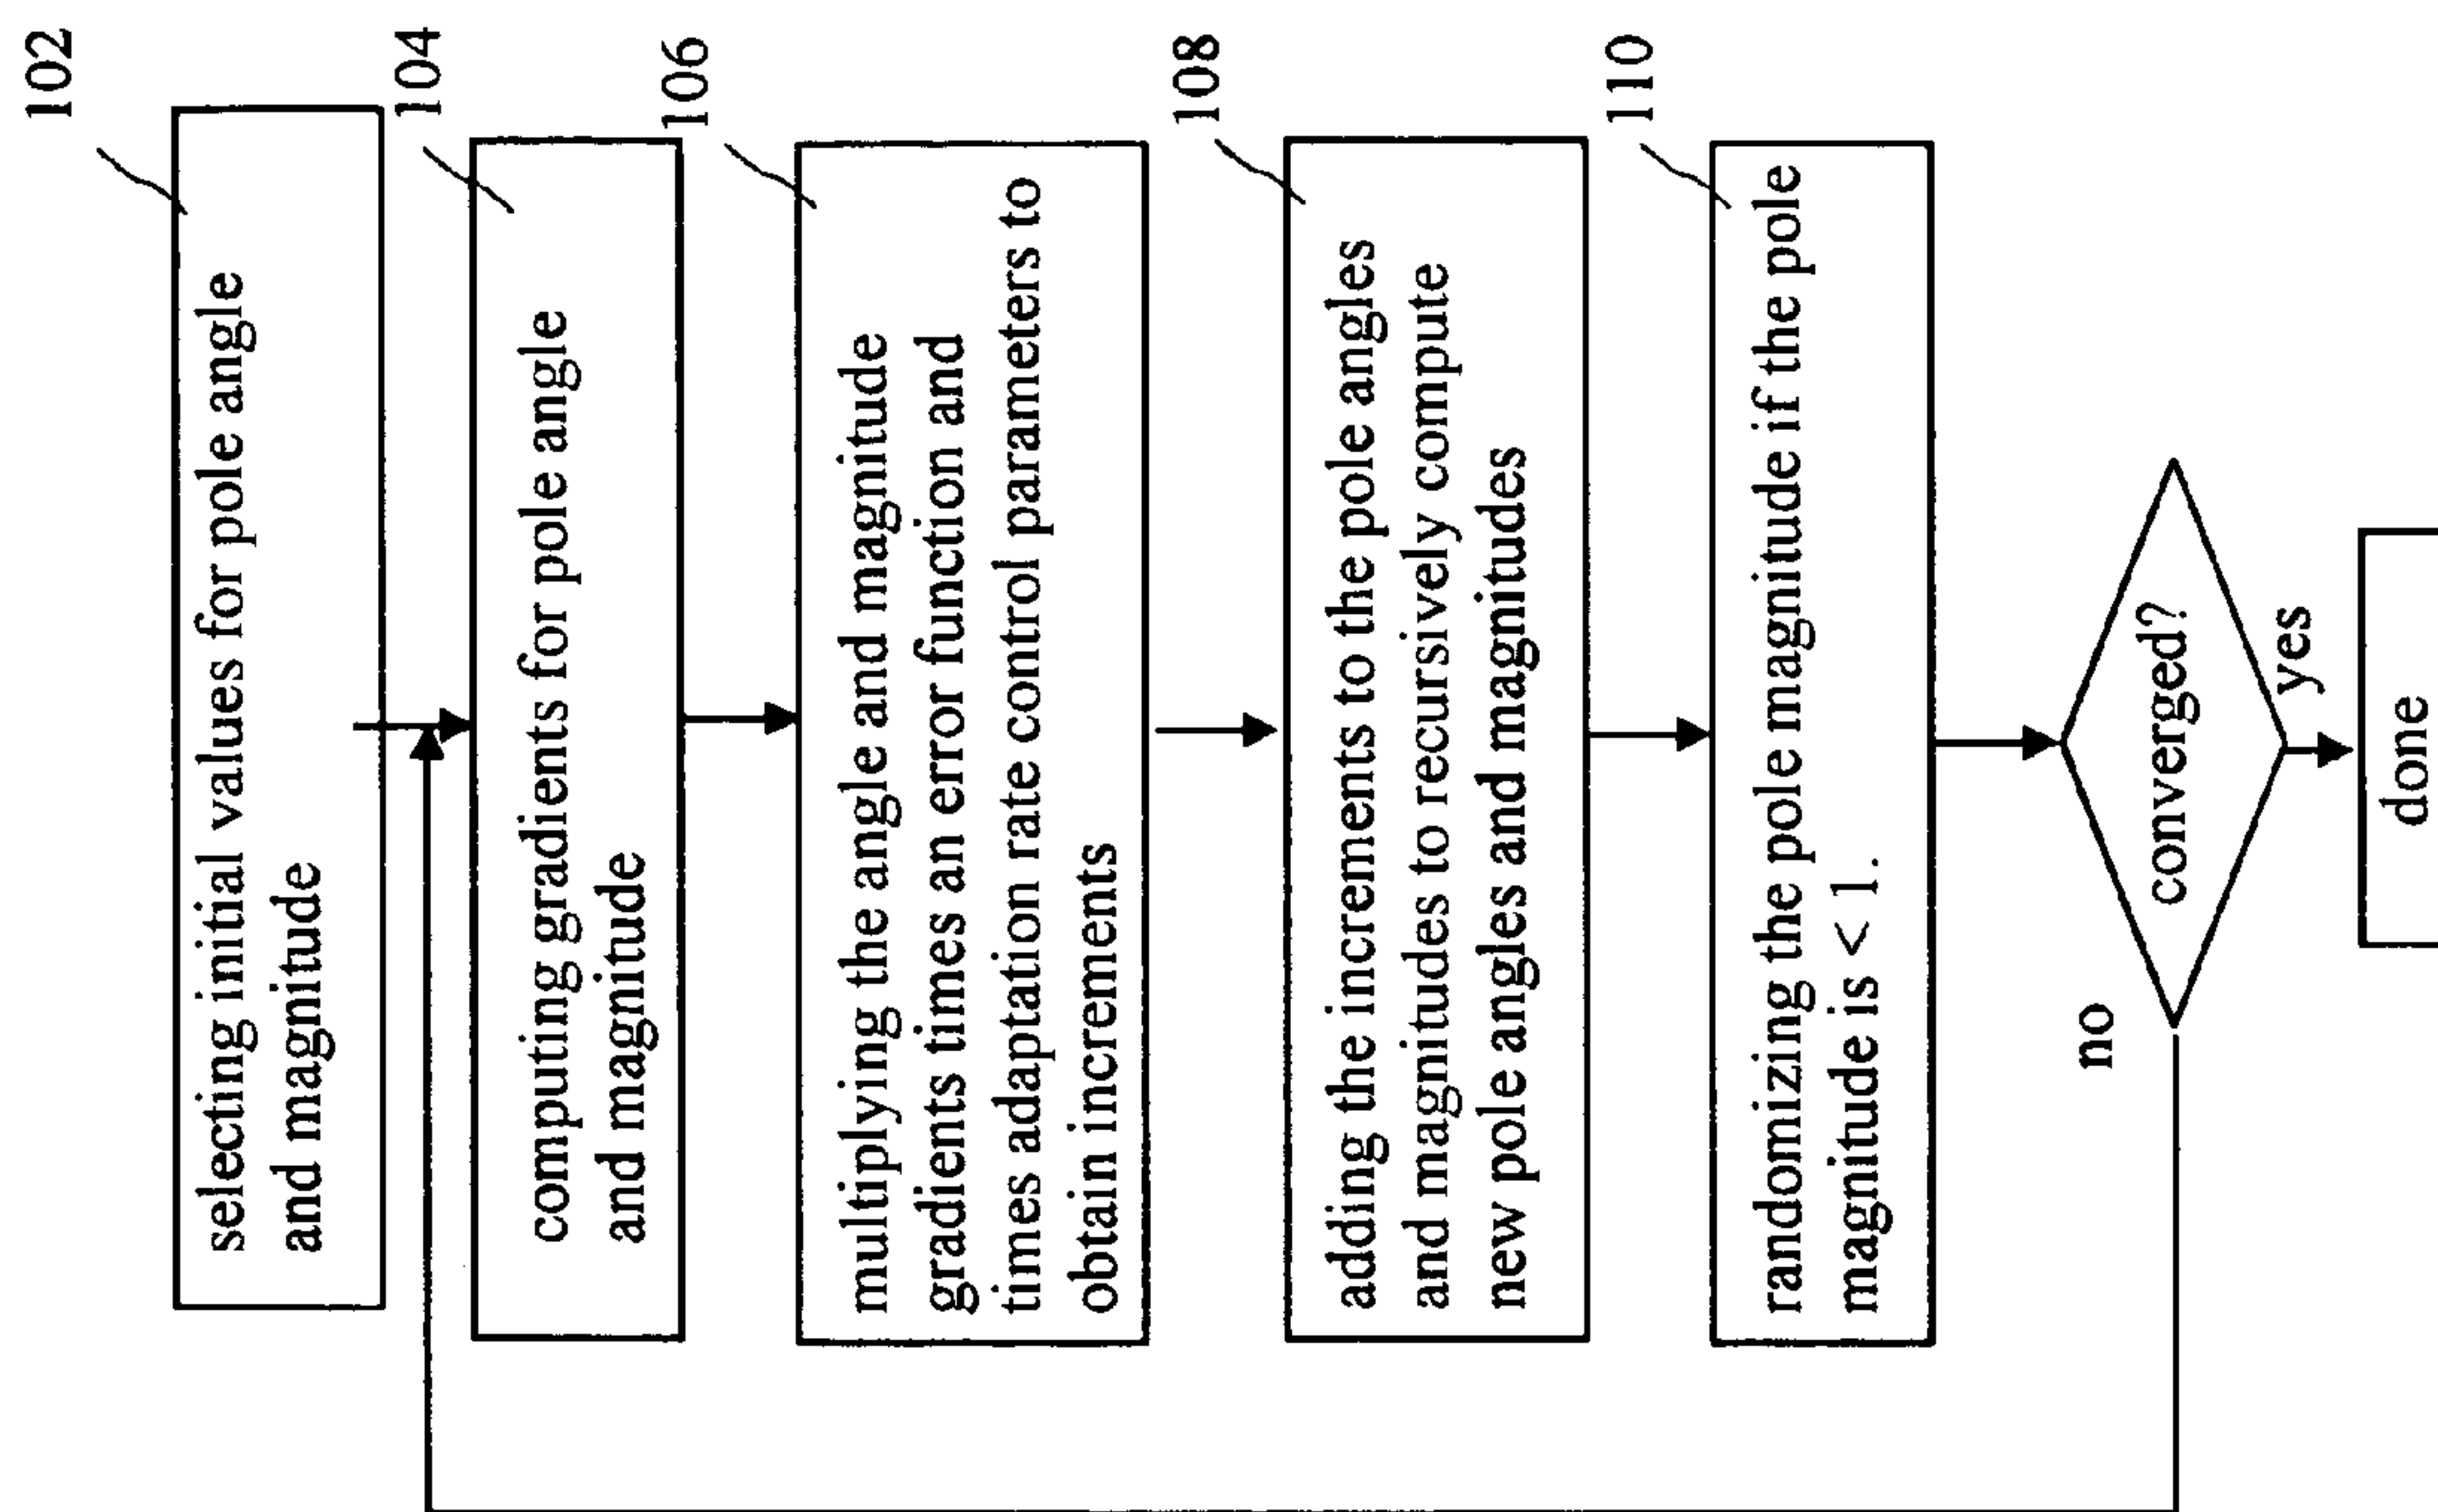 102
selecting initial values for pole angle
and magnitude
104
computing gradients for pole angle
and magnitude
106
multiplying the angle and magnitude
gradients times an error function and
times adaptation rate control parameters to
obtain increments
108
adding the increments to the pole angles
and magnitudes to recursively compute
new pole angles and magnitudes
110
randomizing the pole magnitude if the pole
magnitude is < 1.
converged?
no
yes
done